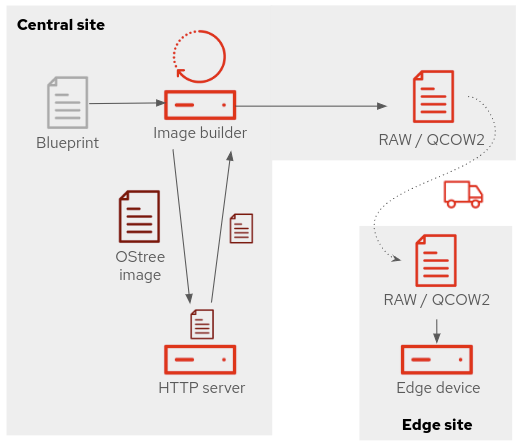 Central site
Blueprint
Image builder
RAW / QCOW2
OStree
image
RAW / QCOW2
HTTP server
Edge device
Edge site